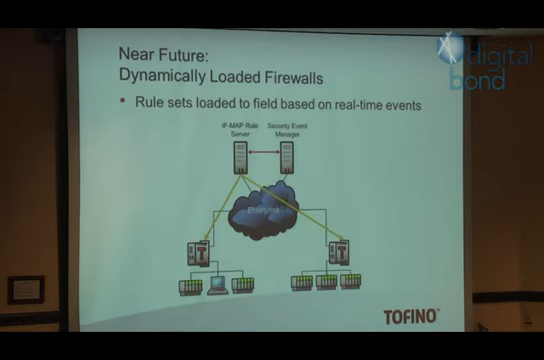 Near Future:
Dynamically Loaded Firewalls
• Rule sets loaded to field based on real-time events
IF-MAP Rule
Server
Security Event
Manager
Enterprise
T
T
TOFINO™
digital
bond